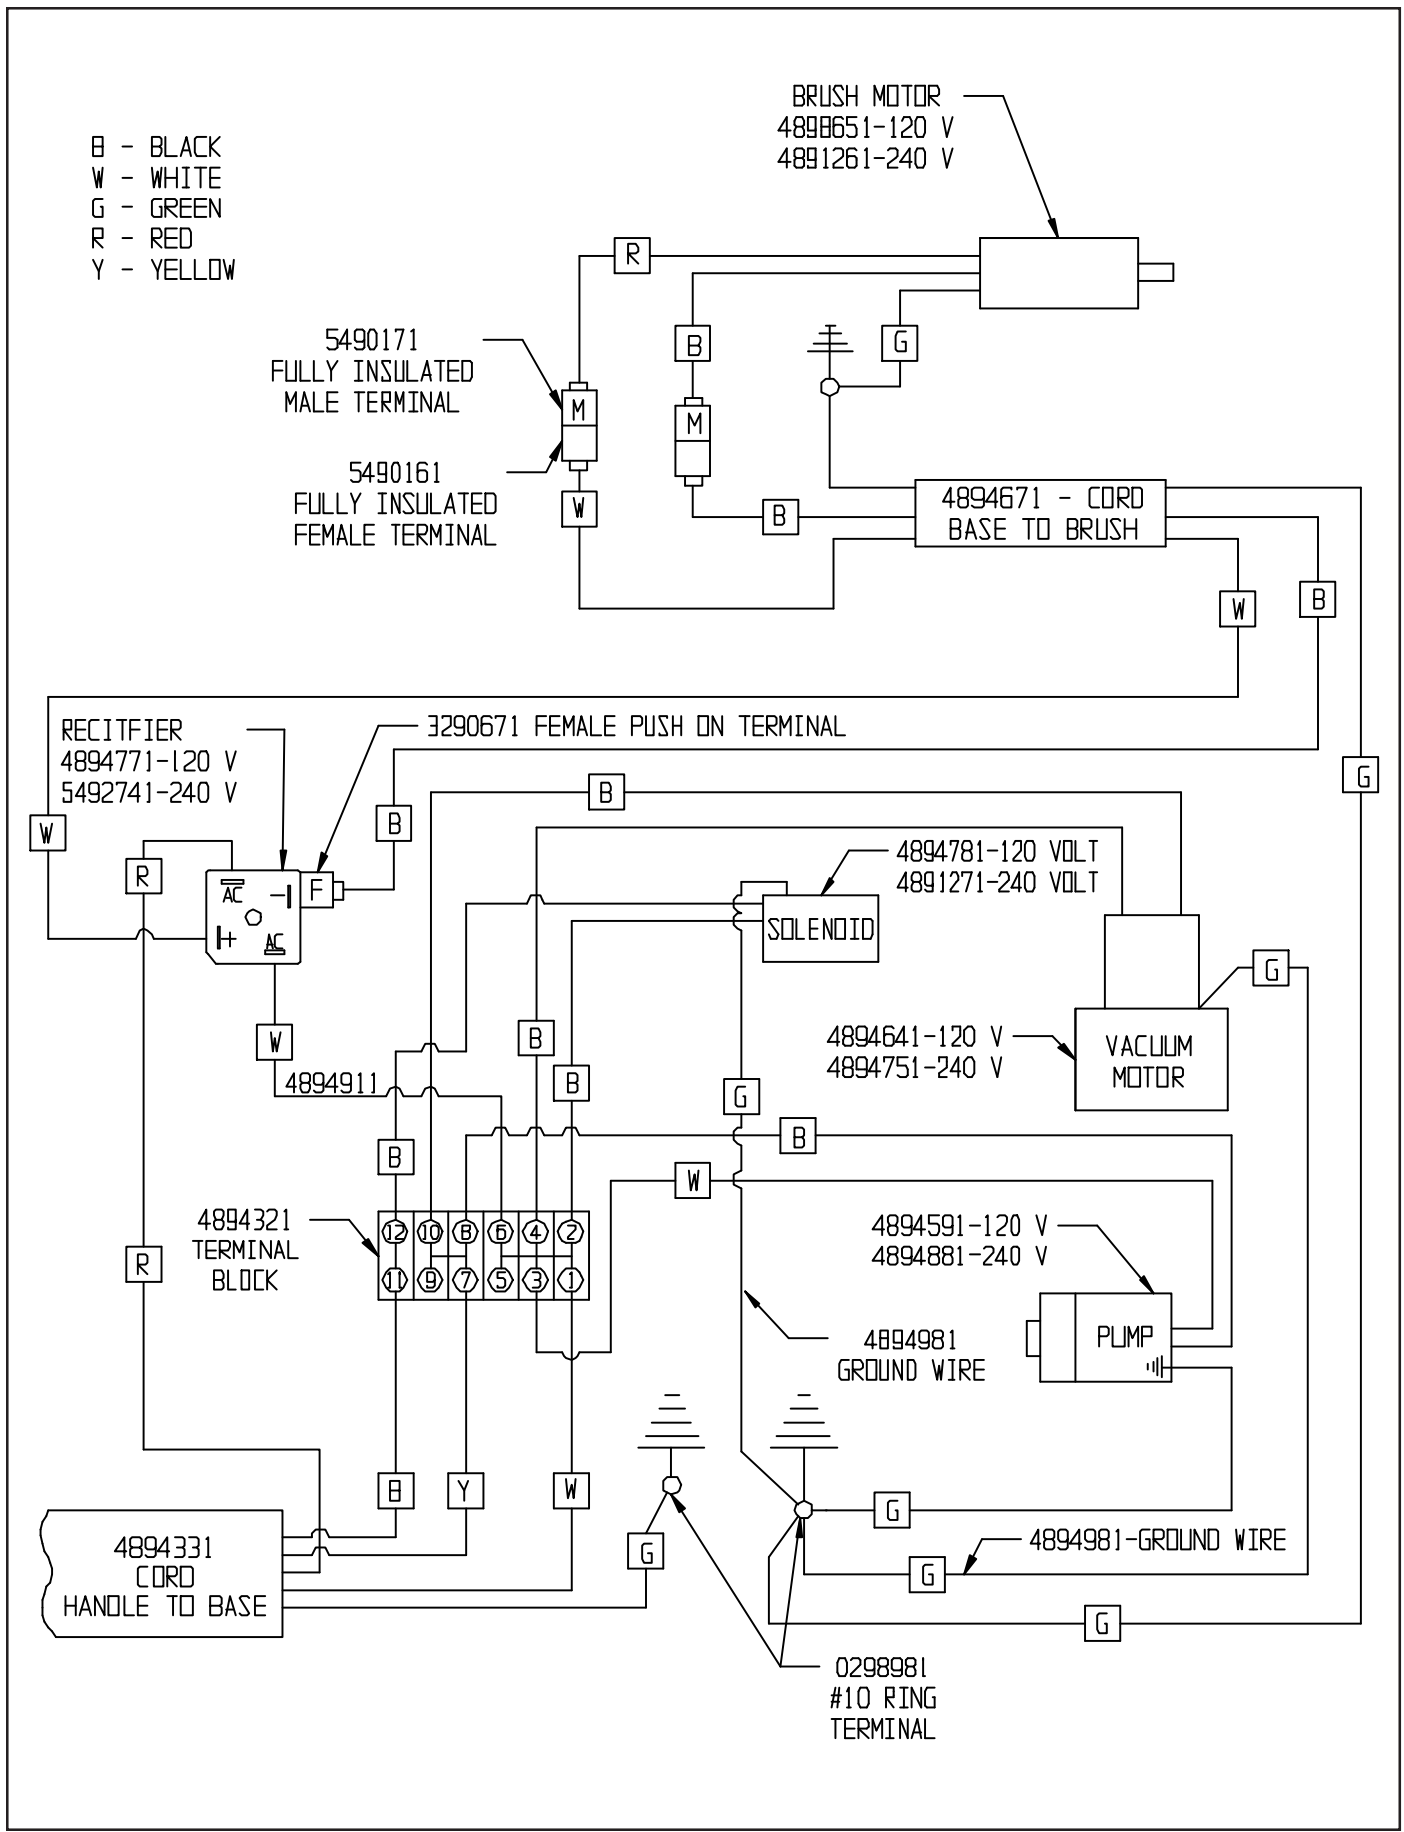 BRUSH MOTOR
4898651-120 V
4891261-240 V
B - BLACK
W - WHITE
G - GREEN
R - RED
Y - YELLOW
R
5490171
FULLY INSULATED
MALE TERMINAL
B
G
M
M
5490161
FULLY INSULATED
FEMALE TERMINAL
W
B
4894671 - CORD
BASE TO BRUSH
W
B
RECITFIER
4894771-120 V
5492741-240 V
3290671 FEMALE PUSH ON TERMINAL
G
B
W
B
R
AC
-
F
+
AC
4894781-120 VOLT
4891271-240 VOLT
SOLENOID
G
W
B
4894641-120 V
4894751-240 V
VACUUM
MOTOR
4894911
B
G
B
B
W
4894321
TERMINAL
BLOCK
12 10 8 6 4 2
11 9 7 5 3 1
4894591-120 V
4894881-240 V
R
PUMP
4894981
GROUND WIRE
B
Y
W
G
4894331
CORD
HANDLE TO BASE
G
4894981-GROUND WIRE
G
G
0298981
#10 RING
TERMINAL